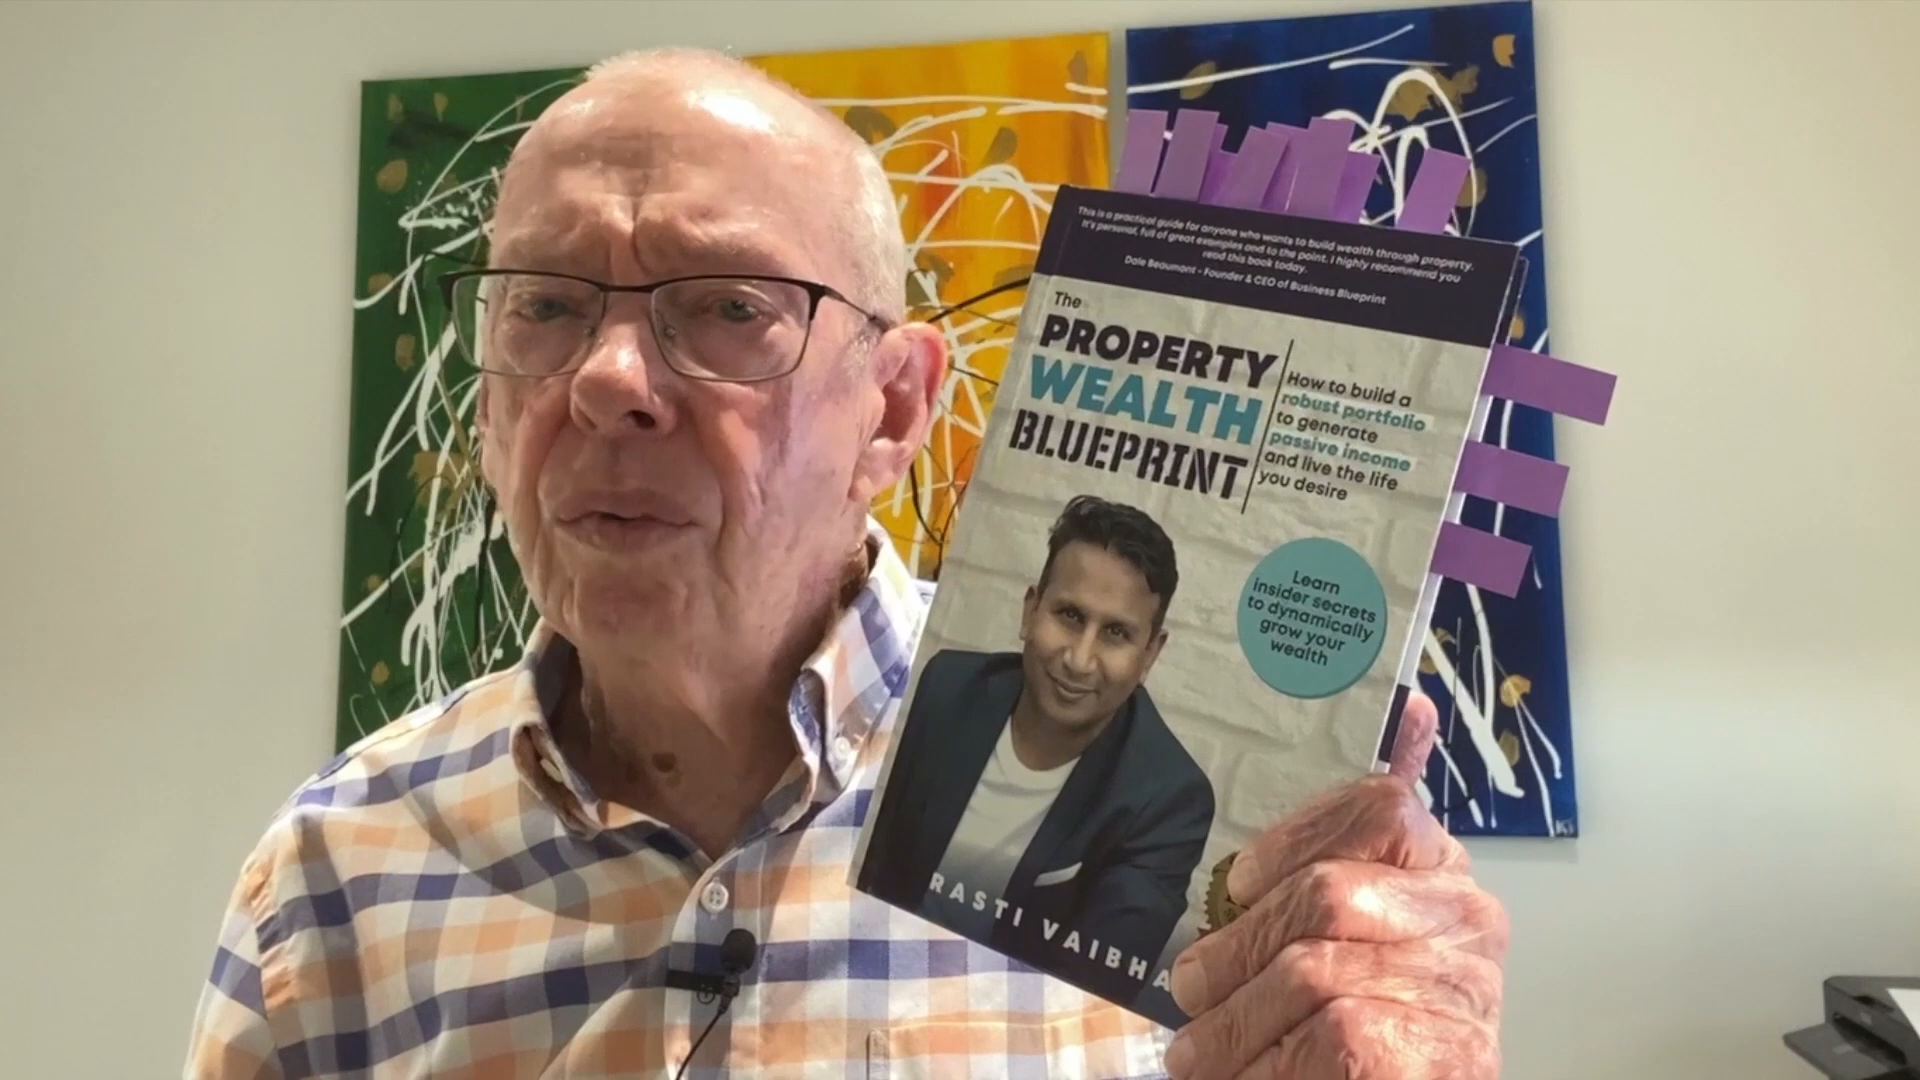 This is a practical guide for anyone who wants to build wealth through property.
It's personal, full of great examples and to the point. I highly recommend you
read this book today.
Dale Beaumont - Founder & CEO of Business Blueprint
The
PROPERTY
WEALTH
BLUEPRINT
How to build a
robust portfolio
to generate
passive income
and live the life
you desire
Learn
insider secrets
to dynamically
grow your
wealth
RASTI VAIBHA